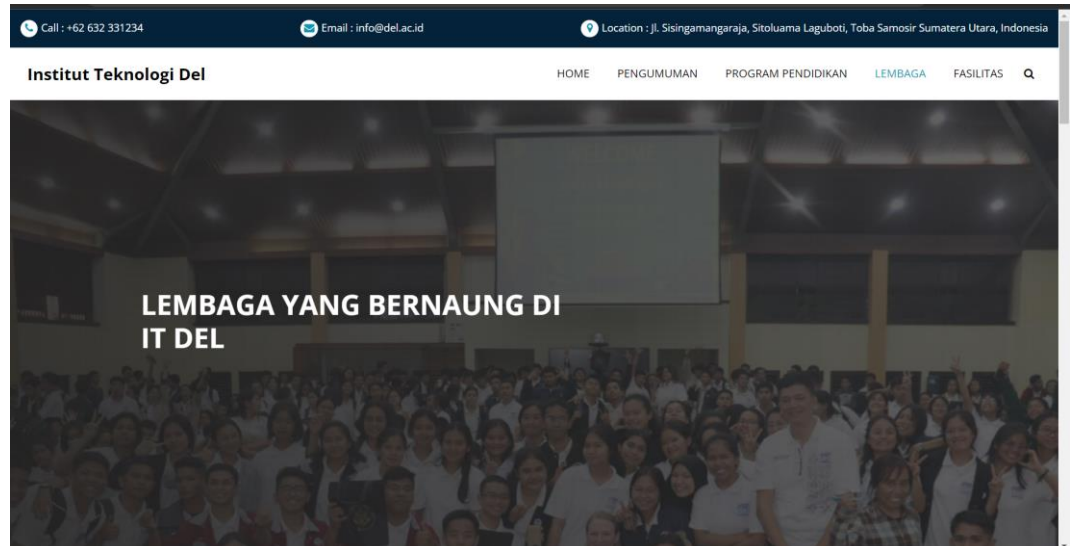 Call : +62 632 331234 Email : info@del.ac.id Location : Jl. Sisingamangaraja, Sitoluama Laguboti, Toba Samosir Sumatera Utara, Indonesia
Institut Teknologi Del HOME PENGUMUMAN PROGRAM PENDIDIKAN LEMBAGA FASILITAS
LEMBAGA YANG BERNAUNG DI
IT DEL